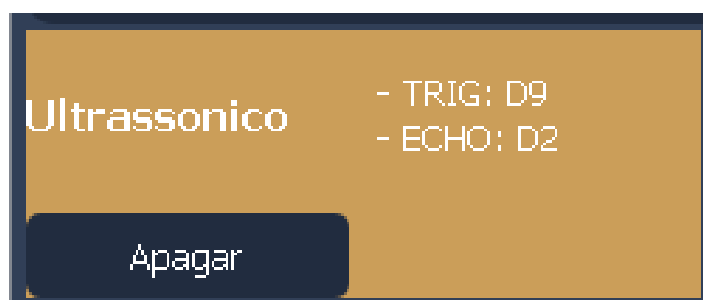 Ultrassonico
- TRIG: D9
- ECHO: D2
Apagar